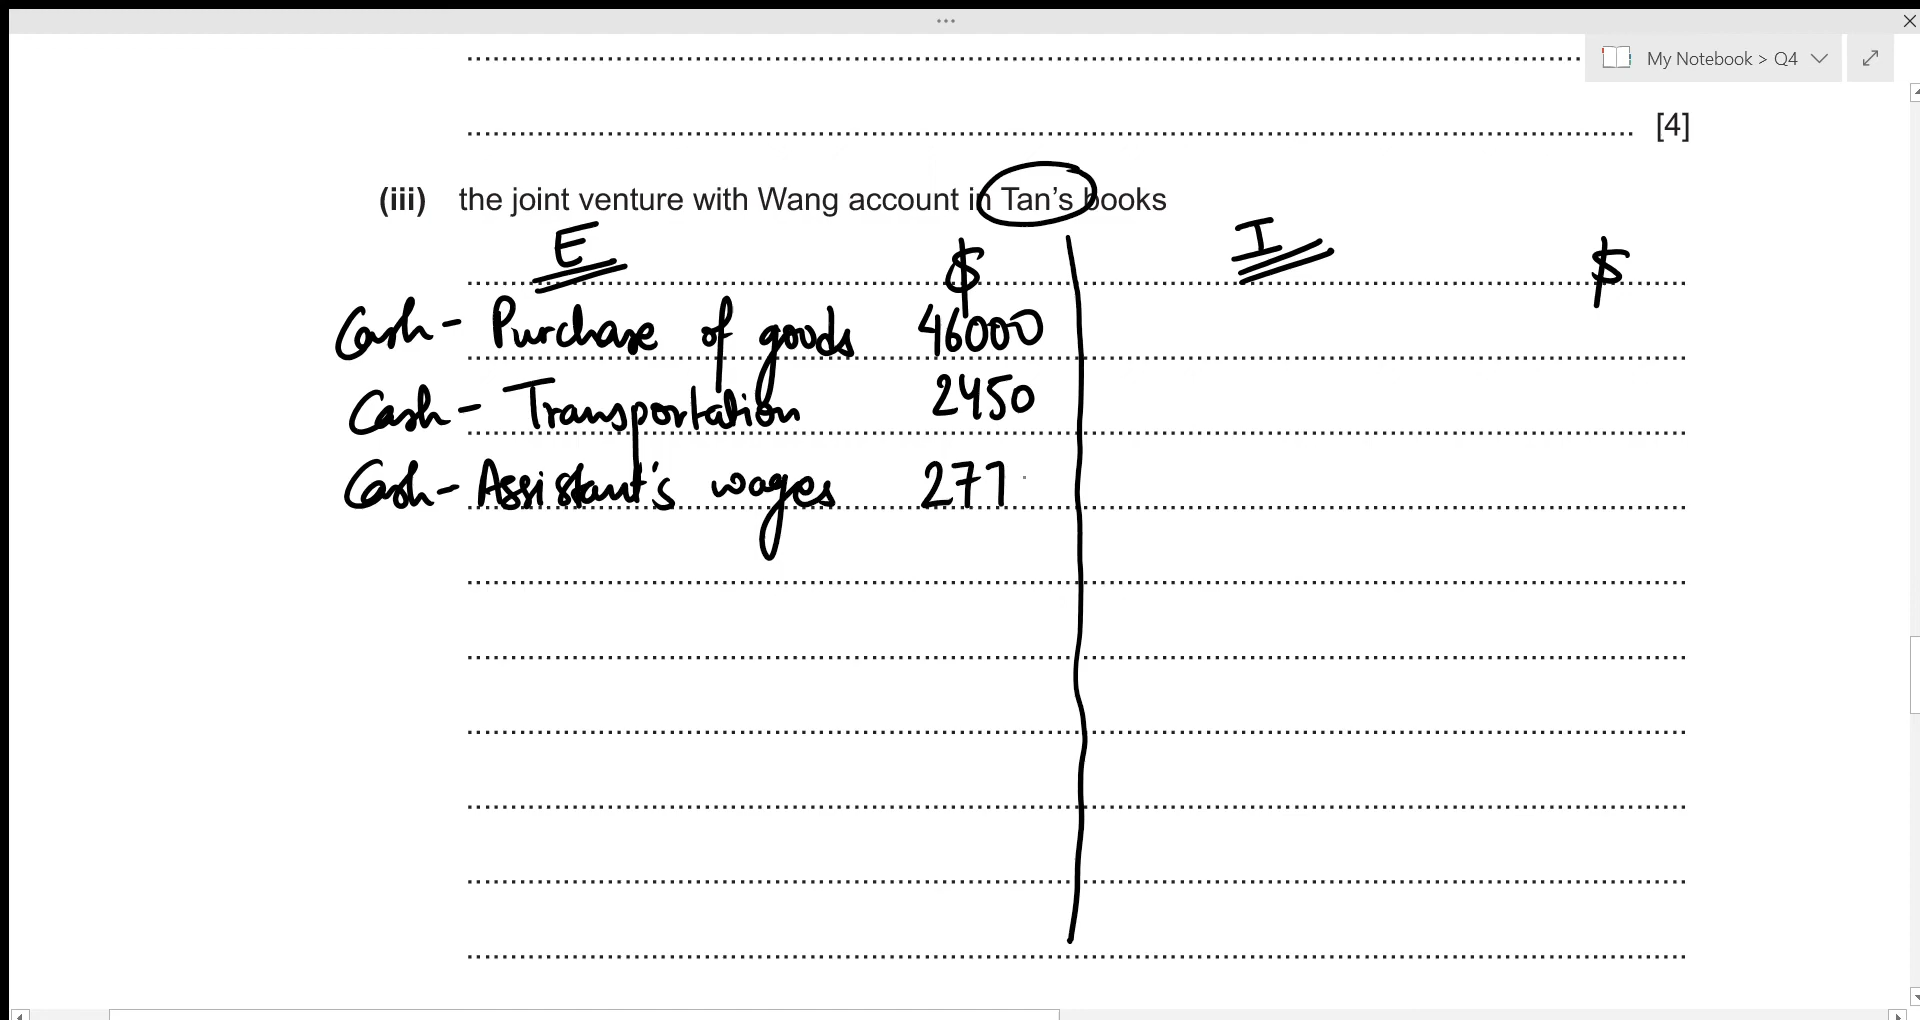 ...
My Notebook > Q4
[4]
(iii) the joint venture with Wang account in Tan's books
E $ I $
Cash - Purchase of goods 46000
Cash - Transportation 2450
Cash - Assistant's wages 277